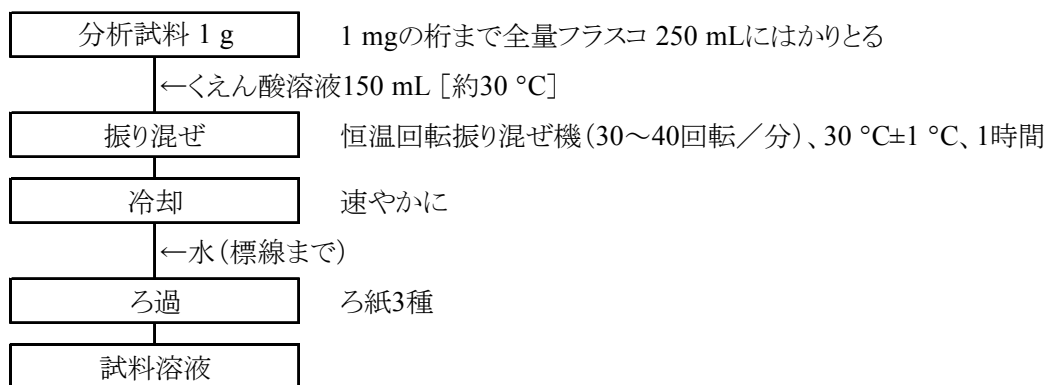 分析試料 1 g 1 mgの桁まで全量フラスコ 250 mLにはかりとる
←くえん酸溶液150 mL［約30 °C］
振り混ぜ 恒温回転振り混ぜ機（30～40回転／分）、30 °C±1 °C、1時間
冷却 速やかに
←水（標線まで）
ろ過 ろ紙3種
試料溶液